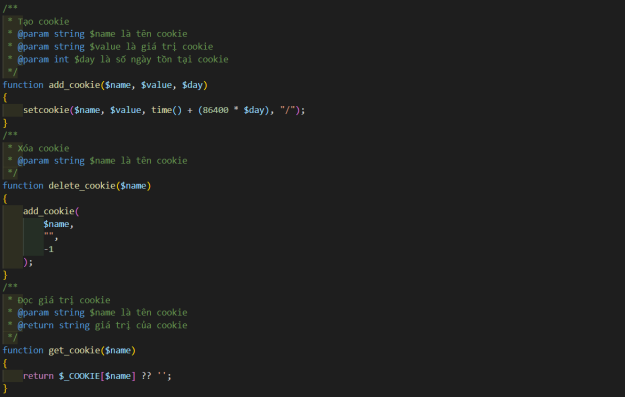 /**
 * Tạo cookie
 * @param string $name là tên cookie
 * @param string $value là giá trị cookie
 * @param int $day là số ngày tồn tại cookie
 */
function add_cookie($name, $value, $day)
{
    setcookie($name, $value, time() + (86400 * $day), "/");
}
/**
 * Xóa cookie
 * @param string $name là tên cookie
 */
function delete_cookie($name)
{
    add_cookie(
        $name,
        "",
        -1
    );
}
/**
 * Đọc giá trị cookie
 * @param string $name là tên cookie
 * @return string giá trị của cookie
 */
function get_cookie($name)
{
    return $_COOKIE[$name] ?? ``;
}